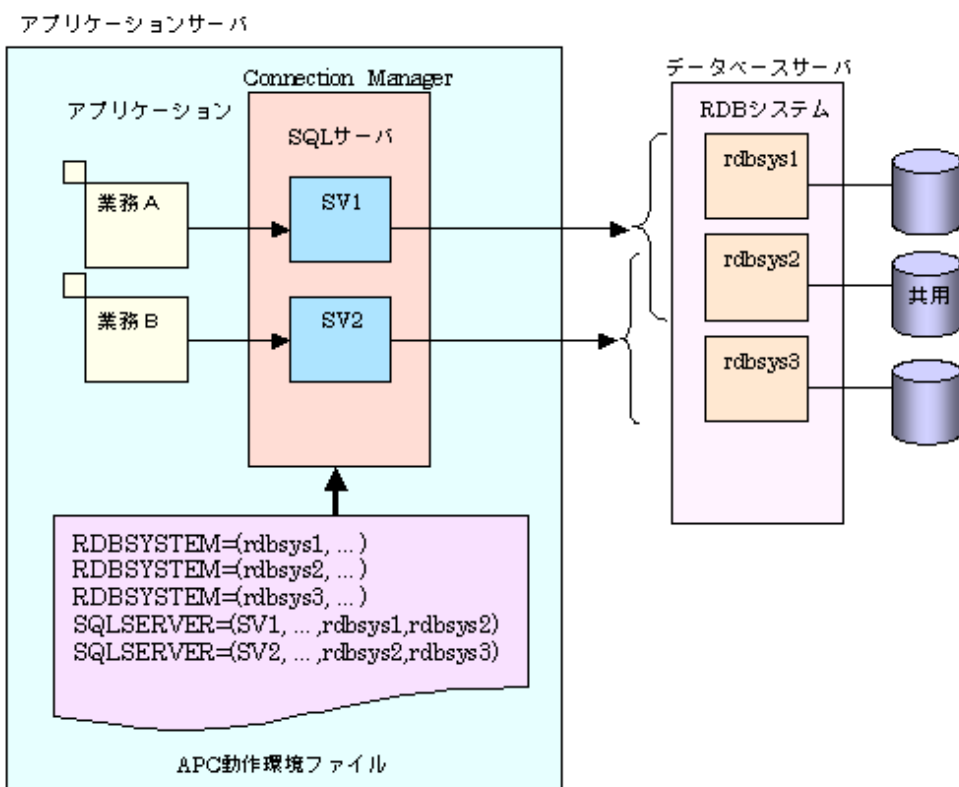 アプリケーションサーバ
Connection Manager
アプリケーション
SQLサーバ
業務A
SV1
業務B
SV2
データベースサーバ
RDBシステム
rdbsys1
rdbsys2
共用
rdbsys3
RDBSYSTEM=(rdbsys1, ...)
RDBSYSTEM=(rdbsys2, ...)
RDBSYSTEM=(rdbsys3, ...)
SQLSERVER=(SV1, ... ,rdbsys1,rdbsys2)
SQLSERVER=(SV2, ... ,rdbsys2,rdbsys3)
APC動作環境ファイル